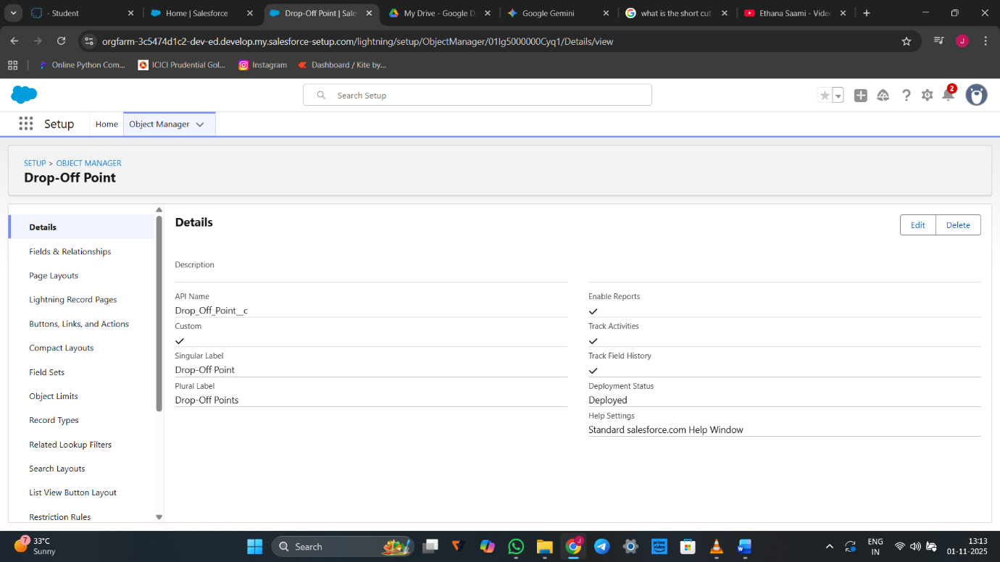 - Student
Home | Salesforce
Drop-Off Point | Sales
My Drive - Google D
Google Gemini
what is the short cut
Ethana Saami - Video
orgfarm-3c5474d1c2-dev-ed.develop.my.salesforce-setup.com/lightning/setup/ObjectManager/01Ig5000000Cyq1/Details/view
J
Online Python Com...
ICICI Prudential Gol...
Instagram
Dashboard / Kite by...
Search Setup
2
Setup
Home
Object Manager
SETUP > OBJECT MANAGER
Drop-Off Point
Details
Fields & Relationships
Page Layouts
Lightning Record Pages
Buttons, Links, and Actions
Compact Layouts
Field Sets
Object Limits
Record Types
Related Lookup Filters
Search Layouts
List View Button Layout
Restriction Rules
Details
Edit
Delete
Description
API Name
Drop_Off_Point__c
Custom
Singular Label
Drop-Off Point
Plural Label
Drop-Off Points
Enable Reports
Track Activities
Track Field History
Deployment Status
Deployed
Help Settings
Standard salesforce.com Help Window
7
33°C
Sunny
Search
J
prime video
ENG
IN
13:13
01-11-2025